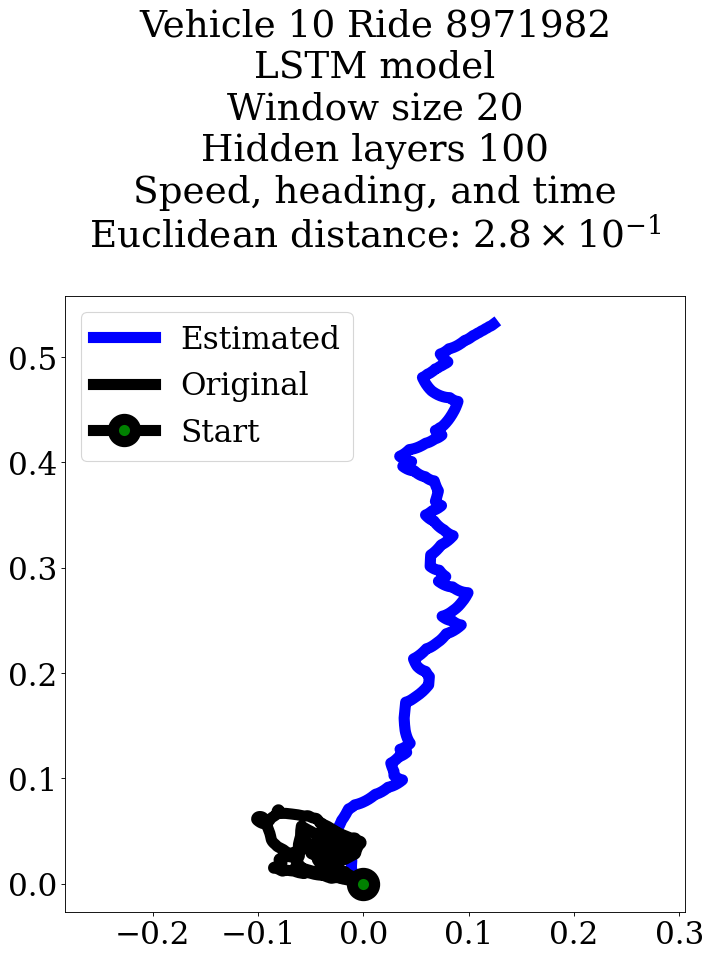 Vehicle 10 Ride 8971982
LSTM model
Window size 20
Hidden layers 100
Speed, heading, and time
Euclidean distance: 2.8 × 10⁻¹
Estimated
Original
Start
0.5
0.4
0.3
0.2
0.1
0.0
−0.2 −0.1 0.0 0.1 0.2 0.3